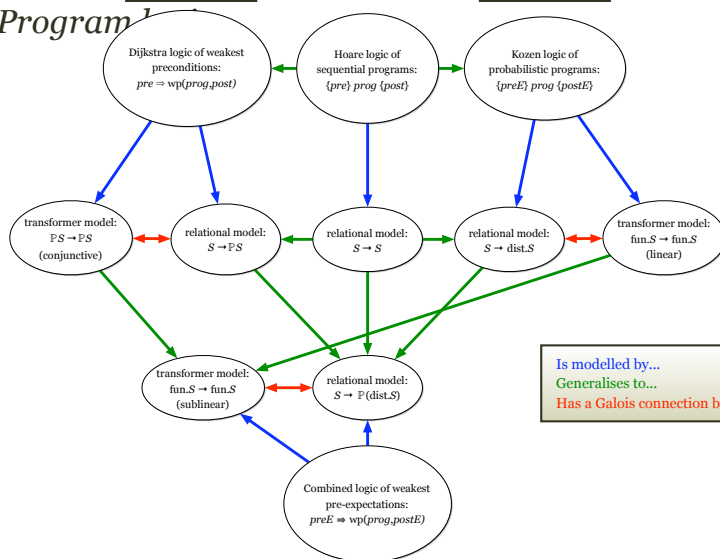 Program
Dijkstra logic of weakest
preconditions:
pre ⇒ wp(prog,post)
Hoare logic of
sequential programs:
{pre} prog {post}
Kozen logic of
probabilistic programs:
{preE} prog {postE}
transformer model:
ℙS → ℙS
(conjunctive)
relational model:
S → ℙS
relational model:
S → S
relational model:
S → dist.S
transformer model:
fun.S → fun.S
(linear)
transformer model:
fun.S → fun.S
(sublinear)
relational model:
S → ℙ(dist.S)
Is modelled by...
Generalises to...
Has a Galois connection
Combined logic of weakest
pre-expectations:
preE ⇛ wp(prog,postE)